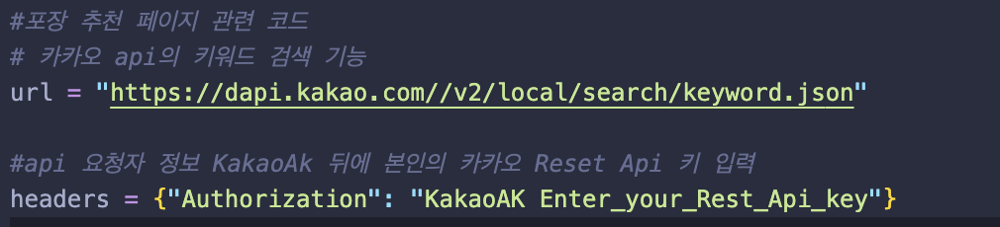 #포장 추천 페이지 관련 코드
# 카카오 api의 키워드 검색 기능
url = "https://dapi.kakao.com//v2/local/search/keyword.json"
#api 요청자 정보 KakaoAk 뒤에 본인의 카카오 Reset Api 키 입력
headers = {"Authorization": "KakaoAK Enter_your_Rest_Api_key"}